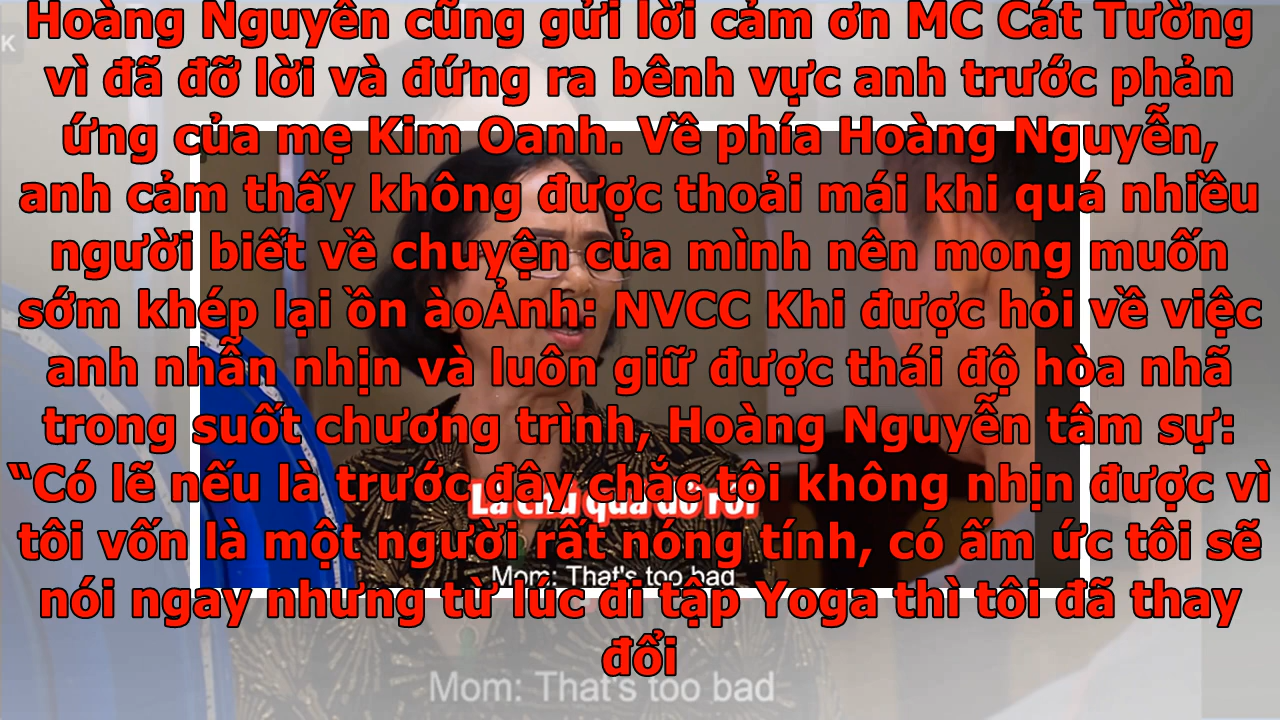 Hoàng Nguyên cũng gửi lời cảm ơn MC Cát Tường
K
vì đã đỡ lời và đứng ra bênh vực anh trước phản
ứng của mẹ Kim Oanh. Về phía Hoàng Nguyễn,
anh cảm thấy không được thoải mái khi quá nhiều
người biết về chuyện của mình nên mong muốn
sớm khép lại ồn àoẢnh: NVCC Khi được hỏi về việc
anh nhẫn nhịn và luôn giữ được thái độ hòa nhã
trong suốt chương trình, Hoàng Nguyễn tâm sự:
“Có lẽ nếu là trước đây chắc tôi không nhịn được vì
Là chú quá dở rồi
tôi vốn là một người rất nóng tính, có ấm ức tôi sẽ
Mom: That's too bad
nói ngay nhưng từ lúc đi tập Yoga thì tôi đã thay
đổi
Mom: That's too bad